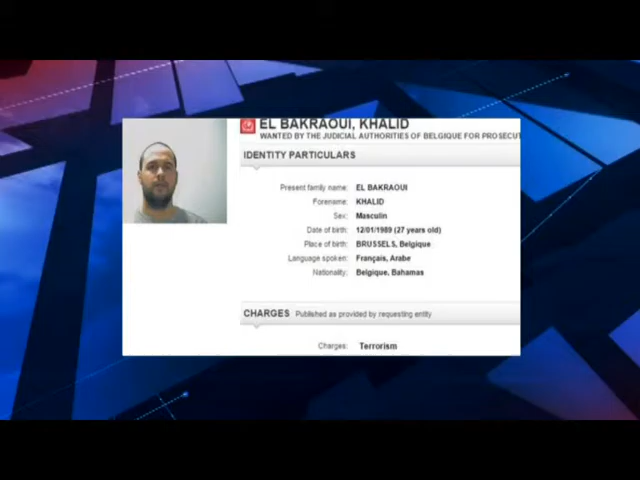 EL BAKRAOUI, KHALID
WANTED BY THE JUDICIAL AUTHORITIES OF BELGIQUE FOR PROSECUT
IDENTITY PARTICULARS
Present family name: EL BAKRAOUI
Forename: KHALID
Sex: Masculin
Date of birth: 12/01/1989 (27 years old)
Place of birth: BRUSSELS, Belgique
Language spoken: Français, Arabe
Nationality: Belgique, Bahamas
CHARGES Published as provided by requesting entity
Charges: Terrorism